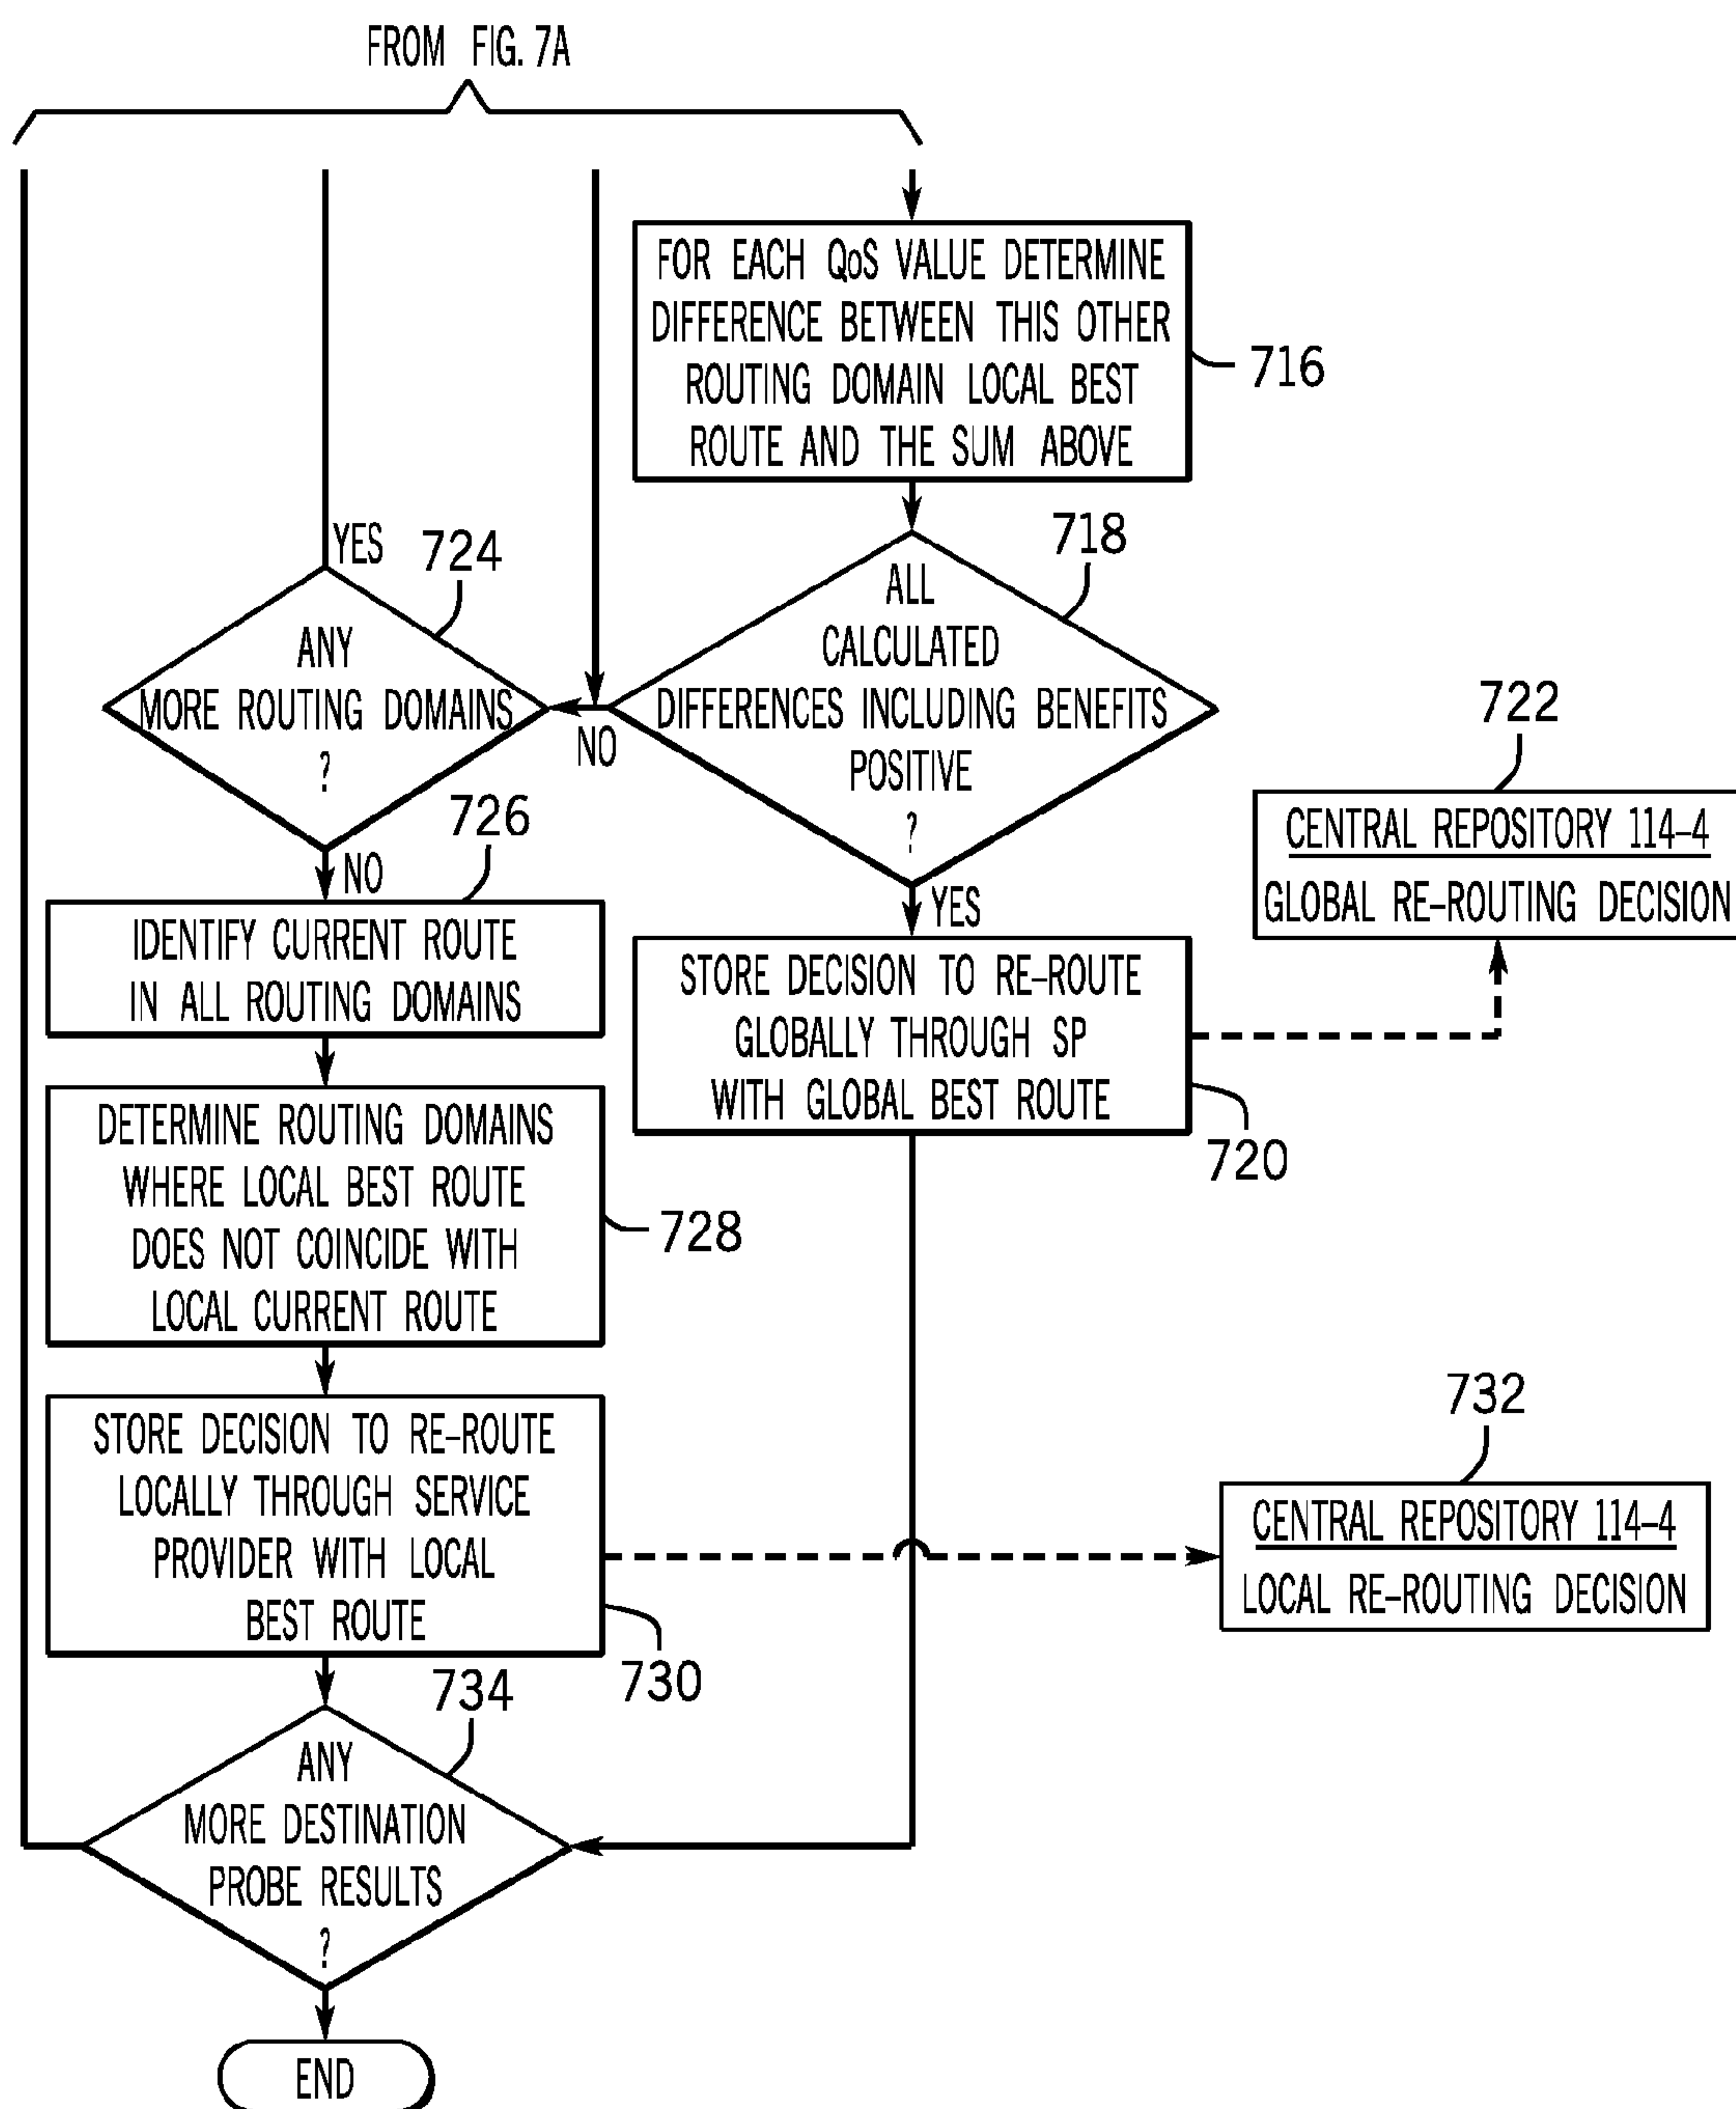 FROM FIG. 7A
FOR EACH QoS VALUE DETERMINE
DIFFERENCE BETWEEN THIS OTHER
ROUTING DOMAIN LOCAL BEST
ROUTE AND THE SUM ABOVE
716
718
ALL
CALCULATED
DIFFERENCES INCLUDING BENEFITS
POSITIVE
?
YES
724
ANY
MORE ROUTING DOMAINS
?
NO
722
CENTRAL REPOSITORY 114–4
GLOBAL RE–ROUTING DECISION
726
NO
YES
IDENTIFY CURRENT ROUTE
IN ALL ROUTING DOMAINS
STORE DECISION TO RE–ROUTE
GLOBALLY THROUGH SP
WITH GLOBAL BEST ROUTE
720
DETERMINE ROUTING DOMAINS
WHERE LOCAL BEST ROUTE
DOES NOT COINCIDE WITH
LOCAL CURRENT ROUTE
728
STORE DECISION TO RE–ROUTE
LOCALLY THROUGH SERVICE
PROVIDER WITH LOCAL
BEST ROUTE
730
732
CENTRAL REPOSITORY 114–4
LOCAL RE–ROUTING DECISION
734
ANY
MORE DESTINATION
PROBE RESULTS
?
END